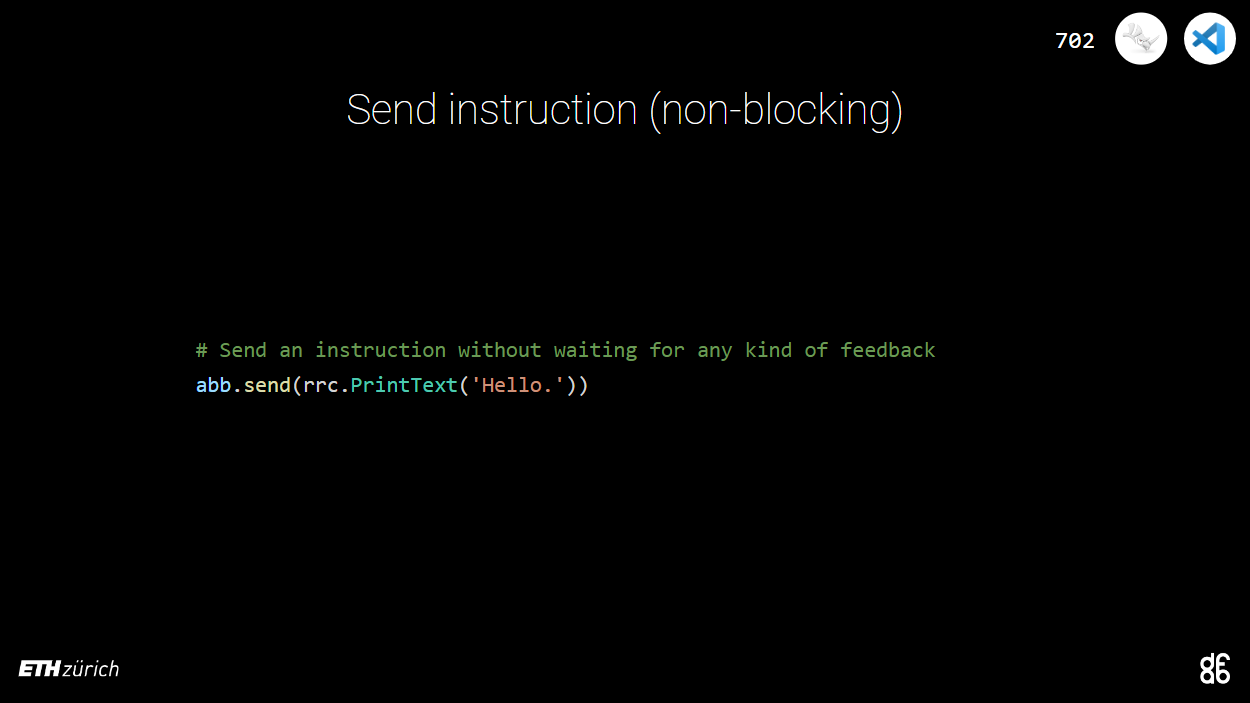 702
Send instruction (non-blocking)
# Send an instruction without waiting for any kind of feedback
abb.send(rrc.PrintText('Hello.'))
ETH zürich